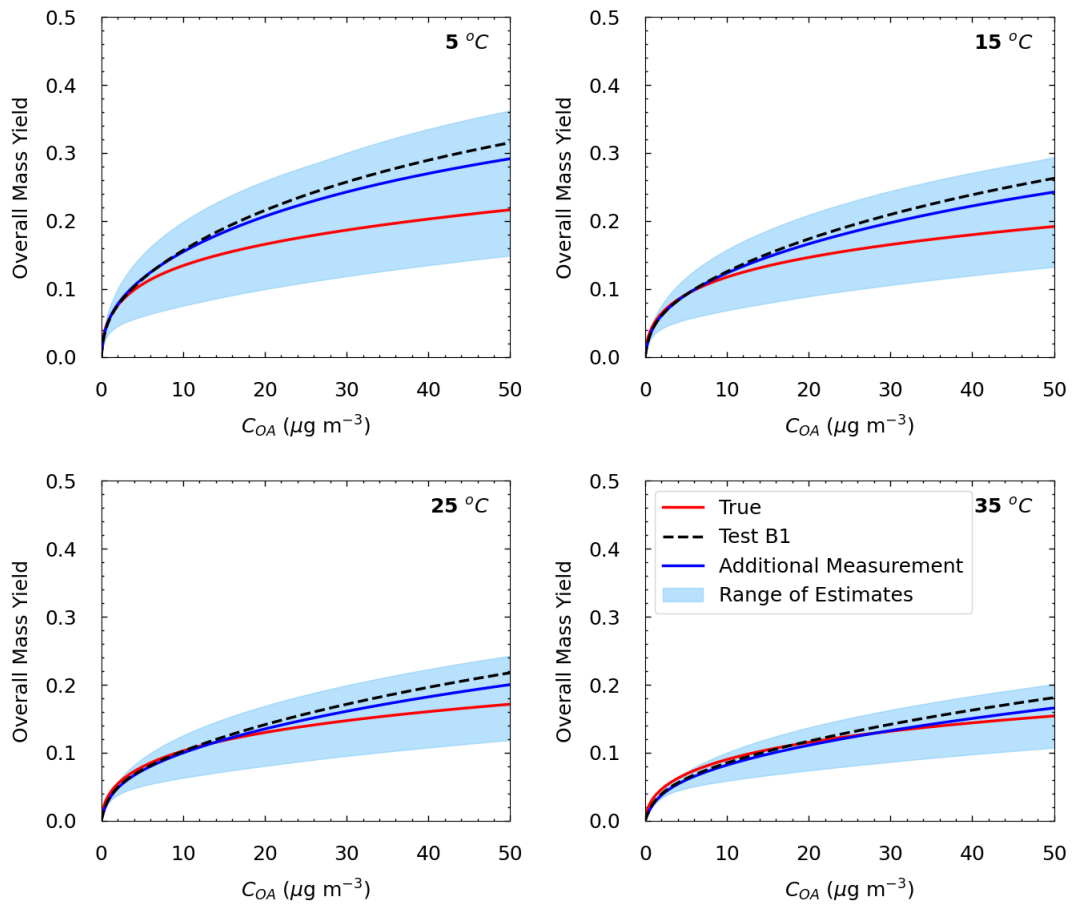 0.5
0.4
0.3
0.2
0.1
0.0
Overall Mass Yield
5 °C
0 10 20 30 40 50
C_OA (μg m⁻³)
0.5
0.4
0.3
0.2
0.1
0.0
Overall Mass Yield
15 °C
0 10 20 30 40 50
C_OA (μg m⁻³)
0.5
0.4
0.3
0.2
0.1
0.0
Overall Mass Yield
25 °C
0 10 20 30 40 50
C_OA (μg m⁻³)
0.5
0.4
0.3
0.2
0.1
0.0
Overall Mass Yield
35 °C
True
Test B1
Additional Measurement
Range of Estimates
0 10 20 30 40 50
C_OA (μg m⁻³)